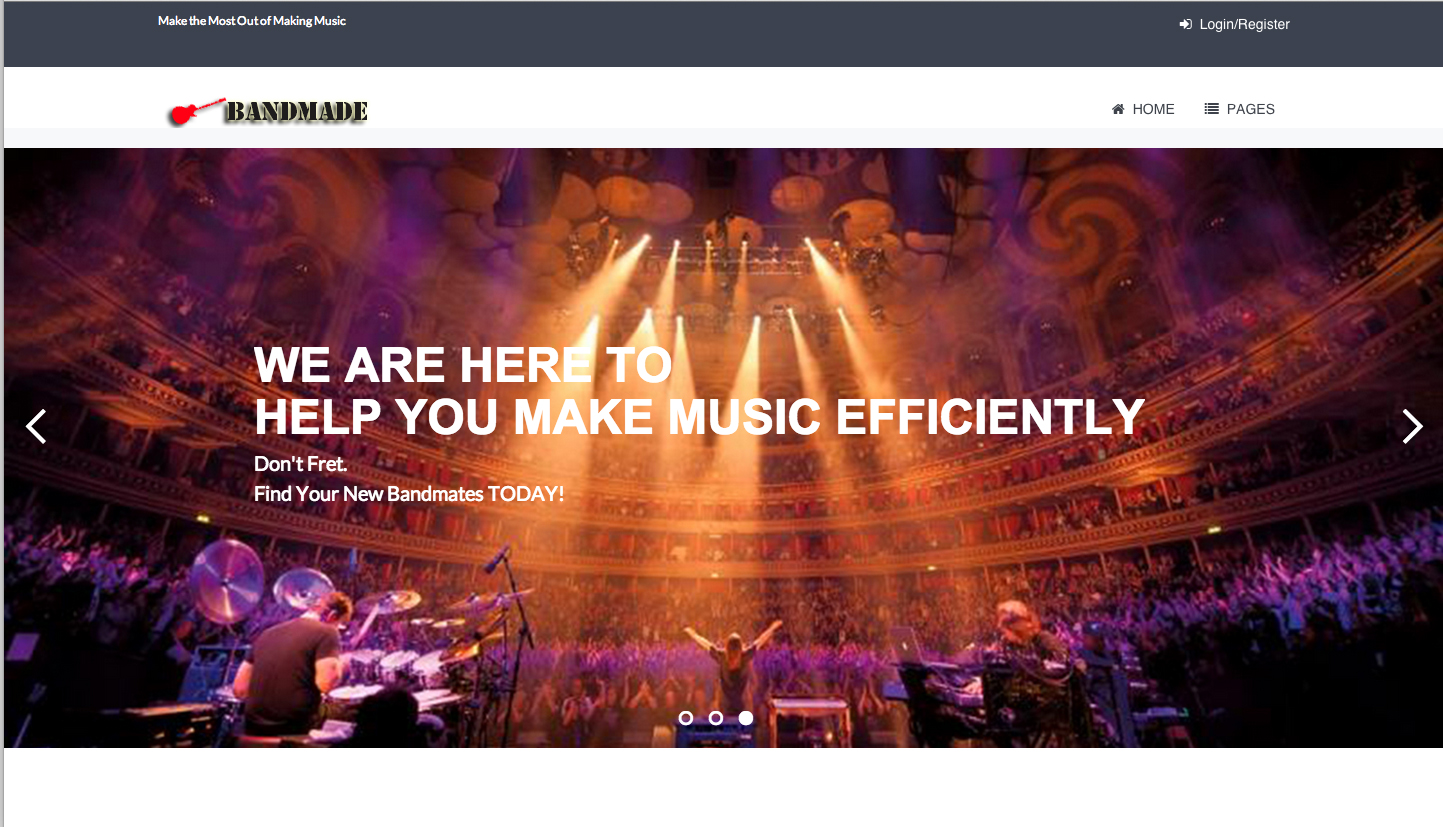 Make the Most Out of Making Music
Login/Register
BANDMADE
HOME
PAGES
WE ARE HERE TO
HELP YOU MAKE MUSIC EFFICIENTLY
Don't Fret.
Find Your New Bandmates TODAY!